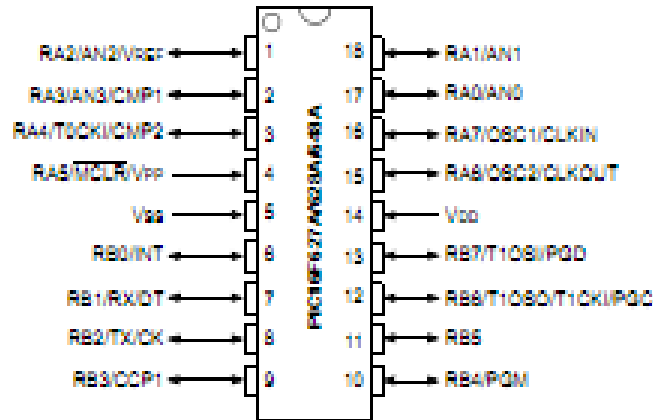 RA2/AN2/VREF 1 18 RA1/AN1
RA3/AN3/CMP1 2 17 RA0/AN0
RA4/T0CKI/CMP2 3 16 RA7/OSC1/CLKIN
RA5/MCLR/VPP 4 15 RA6/OSC2/CLKOUT
VSS 5 14 VDD
RB0/INT 6 13 RB7/T1OSI/PGD
RB1/RX/DT 7 12 RB6/T1OSO/T1CKI/PGC
RB2/TX/CK 8 11 RB5
RB3/CCP1 9 10 RB4/PGM
PIC16F627A/628A/648A